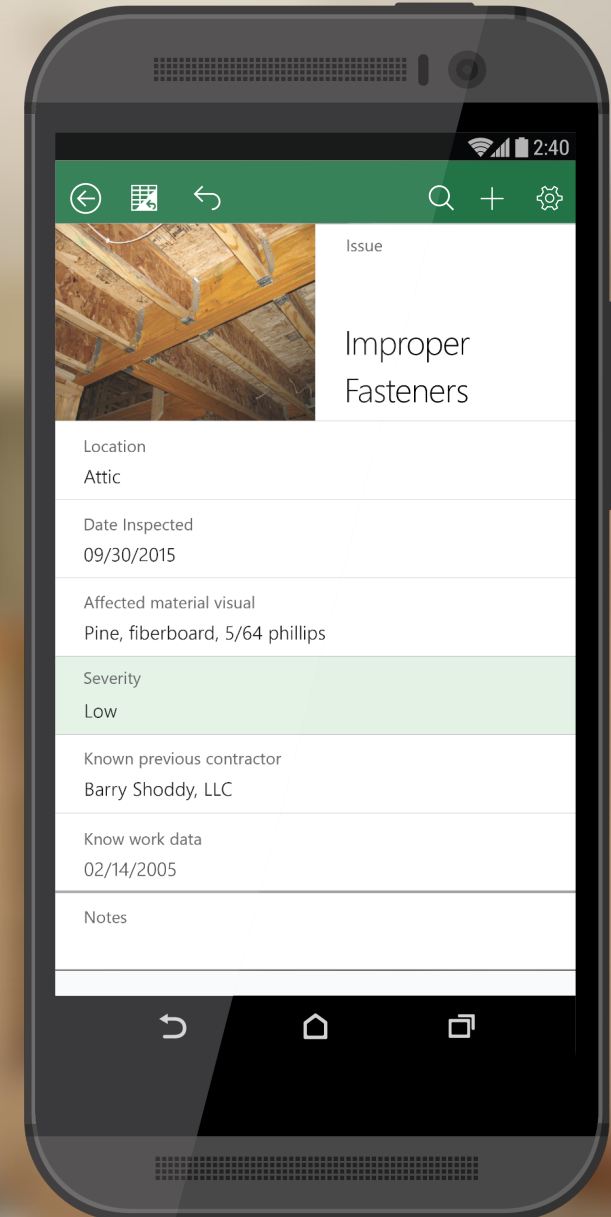 2:40
Issue
Improper
Fasteners
Location
Attic
Date Inspected
09/30/2015
Affected material visual
Pine, fiberboard, 5/64 phillips
Severity
Low
Known previous contractor
Barry Shoddy, LLC
Know work data
02/14/2005
Notes